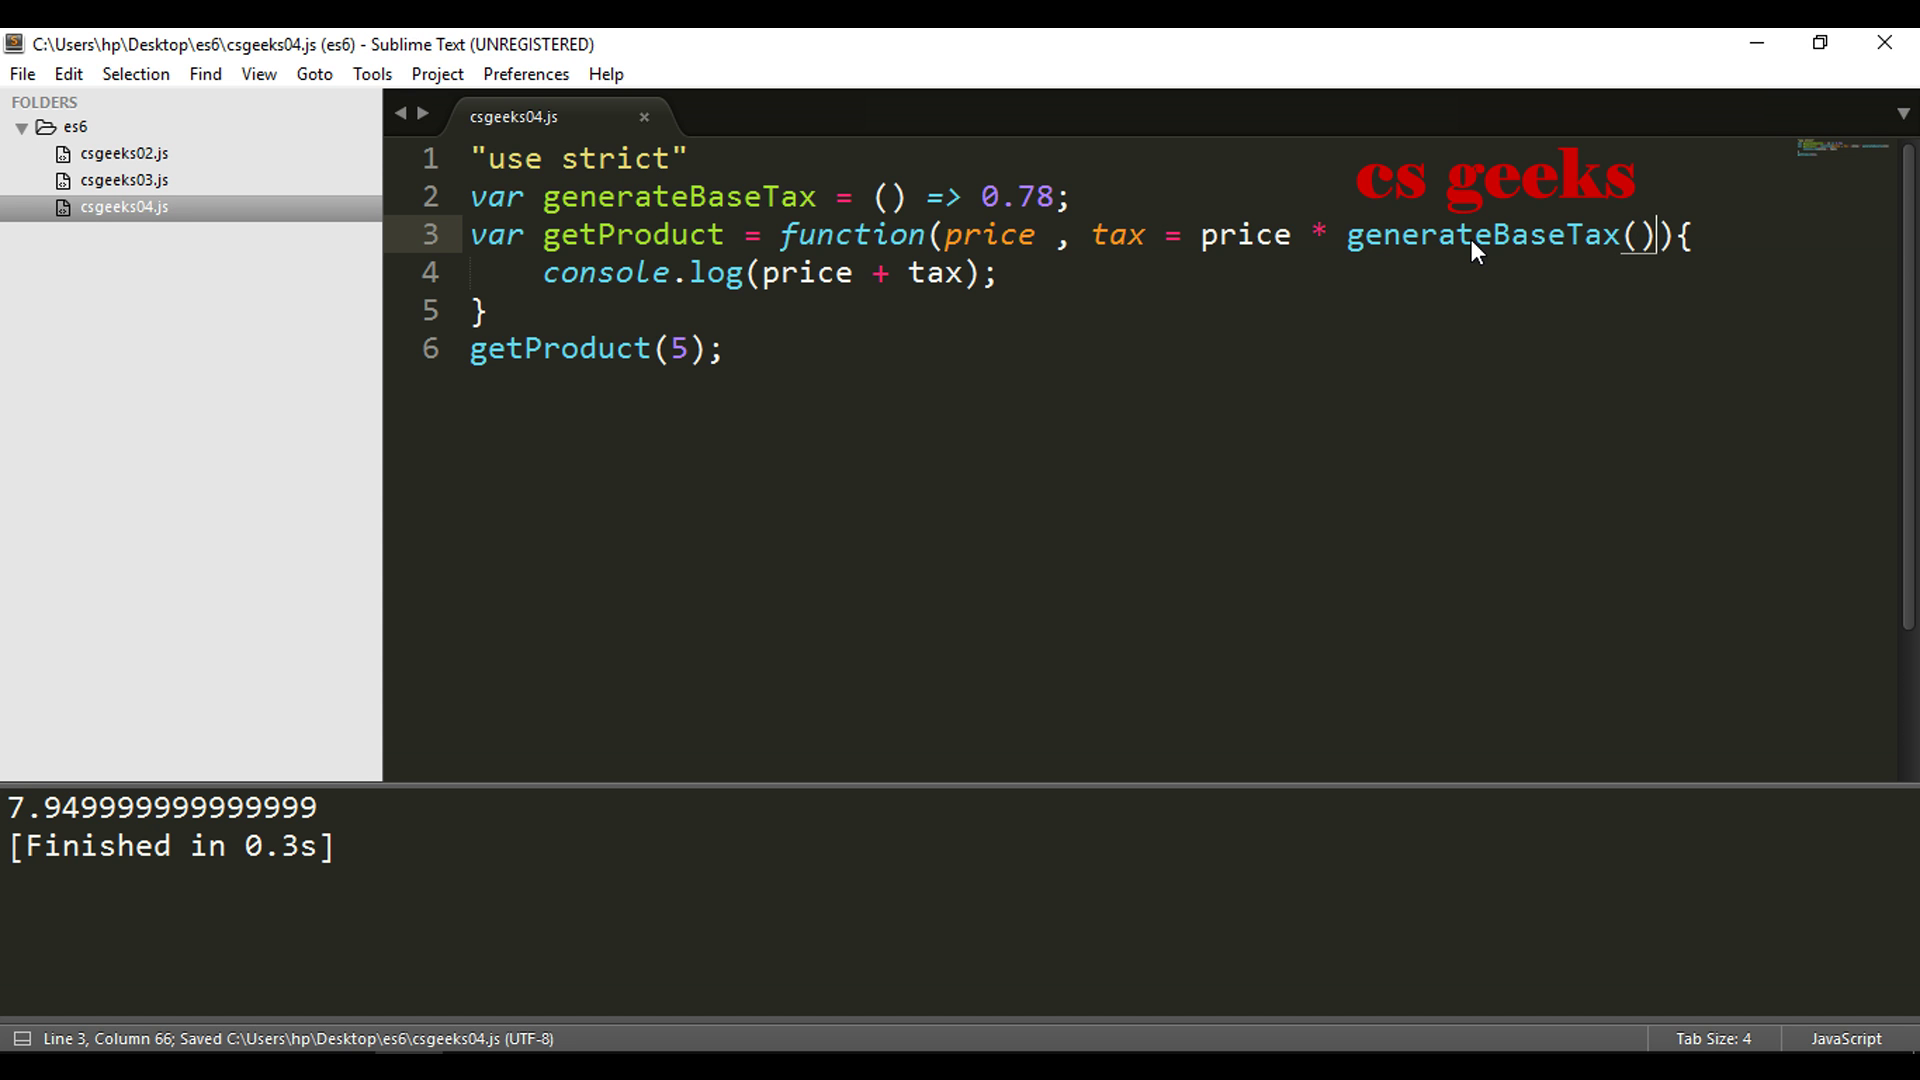 C:\Users\hp\Desktop\es6\csgeeks04.js (es6) - Sublime Text (UNREGISTERED)
File Edit Selection Find View Goto Tools Project Preferences Help
FOLDERS
es6
csgeeks02.js
csgeeks03.js
csgeeks04.js
csgeeks04.js
cs geeks
1 "use strict"
2 var generateBaseTax = () => 0.78;
3 var getProduct = function(price , tax = price * generateBaseTax()){
4     console.log(price + tax);
5 }
6 getProduct(5);
7.949999999999999
[Finished in 0.3s]
Line 3, Column 66; Saved C:\Users\hp\Desktop\es6\csgeeks04.js (UTF-8) Tab Size: 4 JavaScript